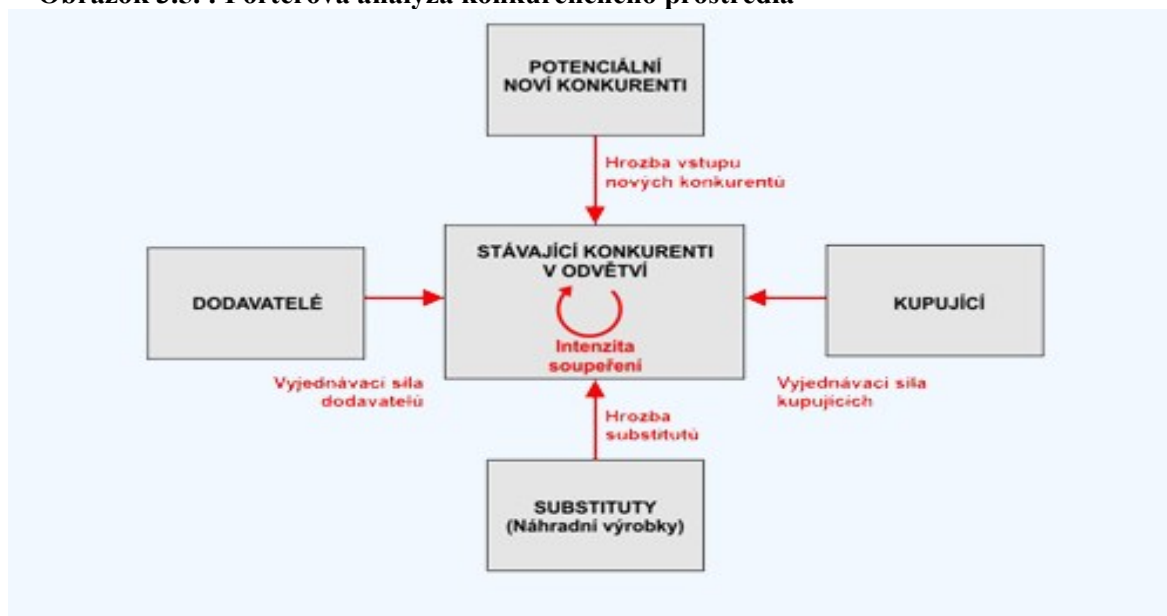 POTENCIÁLNÍ
NOVÍ KONKURENTI
Hrozba vstupu
nových konkurentů
STÁVAJÍCÍ KONKURENTI
V ODVĚTVÍ
Intenzita
soupeření
DODAVATELÉ
KUPUJÍCÍ
Vyjednávací síla
dodavatelů
Vyjednávací síla
kupujících
Hrozba
substitutů
SUBSTITUTY
(Náhradní výrobky)